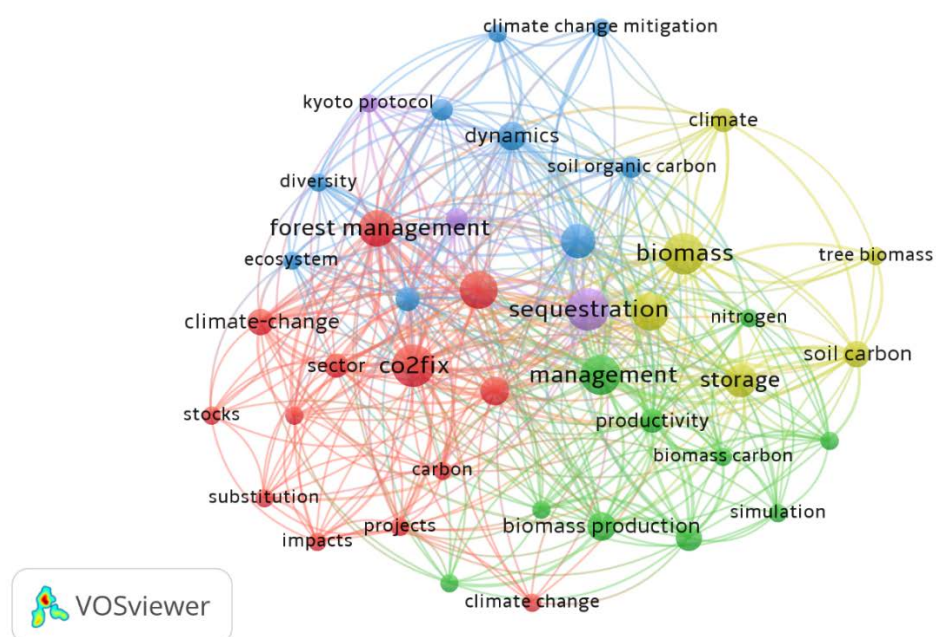 climate change mitigation
kyoto protocol
climate
dynamics
soil organic carbon
diversity
forest management
ecosystem
biomass
tree biomass
sequestration
nitrogen
climate-change
soil carbon
sector
co2fix
management
storage
stocks
productivity
biomass carbon
carbon
substitution
simulation
projects
biomass production
impacts
climate change
VOSviewer